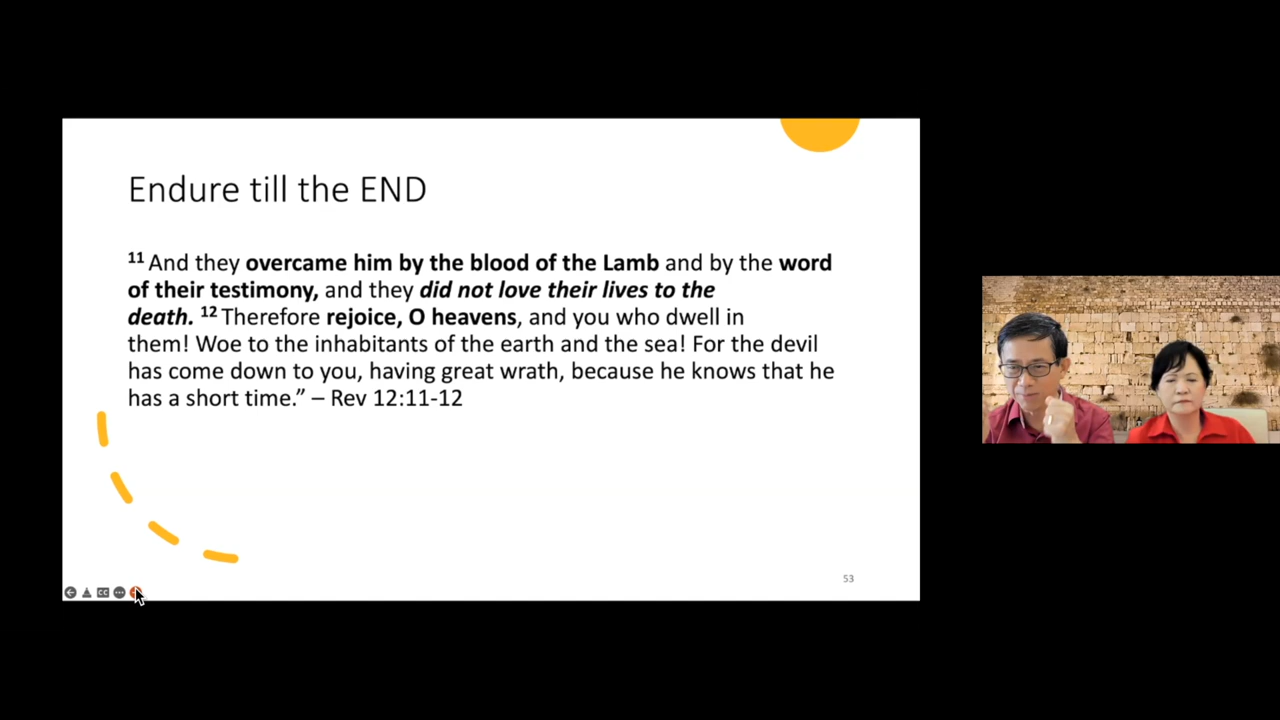 Endure till the END
11 And they overcame him by the blood of the Lamb and by the word
of their testimony, and they did not love their lives to the
death. 12 Therefore rejoice, O heavens, and you who dwell in
them! Woe to the inhabitants of the earth and the sea! For the devil
has come down to you, having great wrath, because he knows that he
has a short time.” – Rev 12:11-12
53
CC